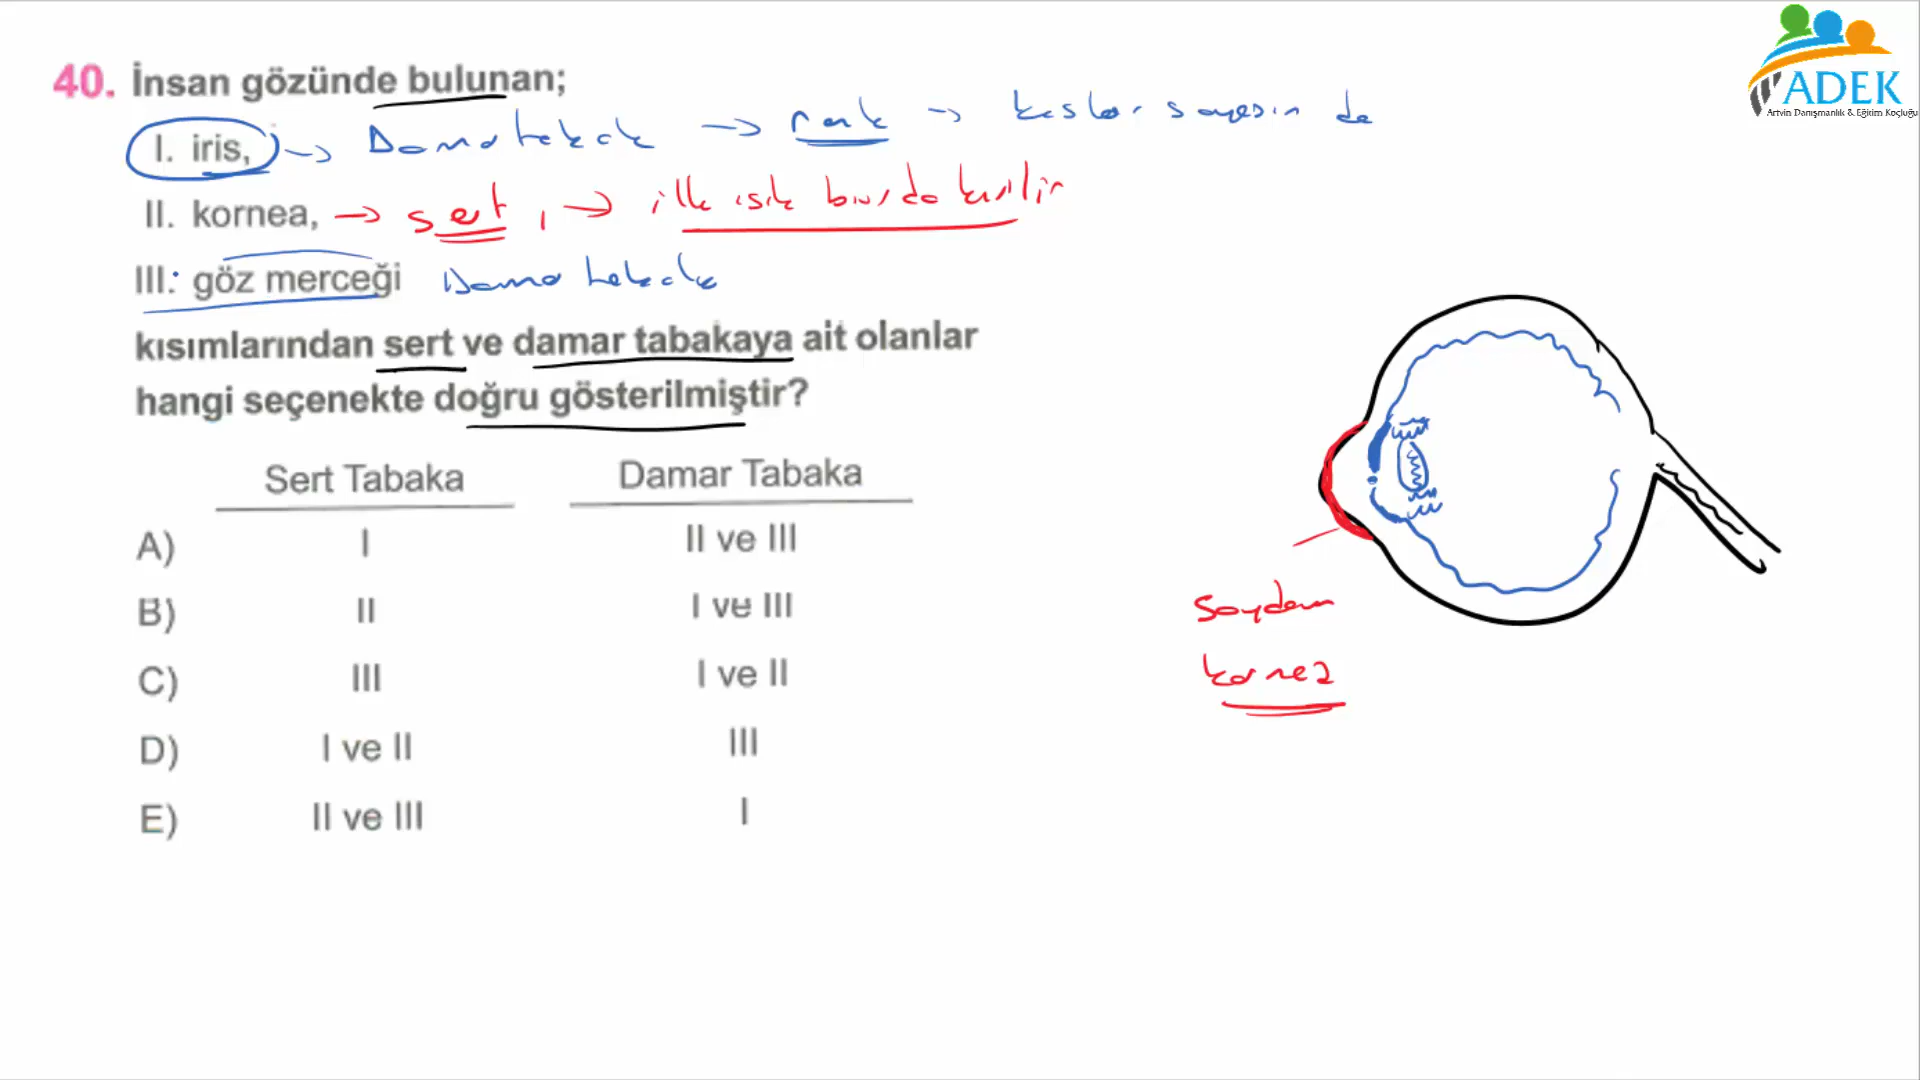 ADEK
Artvin Danışmanlık & Eğitim Koçluğu
40. İnsan gözünde bulunan;
I. iris, → Damar tabaka → renk → kaslar sayesin de
II. kornea, → sert, → ilk ışık burda kırılır
III. göz merceği Damar tabaka
kısımlarından sert ve damar tabakaya ait olanlar
hangi seçenekte doğru gösterilmiştir?
Sert Tabaka Damar Tabaka
A) I II ve III
B) II I ve III
C) III I ve II
D) I ve II III
E) II ve III I
Saydam
kornea